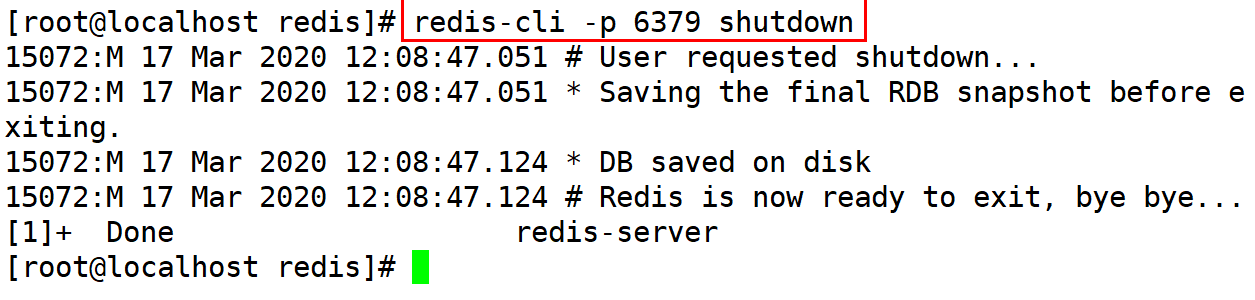 [root@localhost redis]# redis-cli -p 6379 shutdown
15072:M 17 Mar 2020 12:08:47.051 # User requested shutdown...
15072:M 17 Mar 2020 12:08:47.051 * Saving the final RDB snapshot before e
xiting.
15072:M 17 Mar 2020 12:08:47.124 * DB saved on disk
15072:M 17 Mar 2020 12:08:47.124 # Redis is now ready to exit, bye bye...
[1]+  Done                    redis-server
[root@localhost redis]#